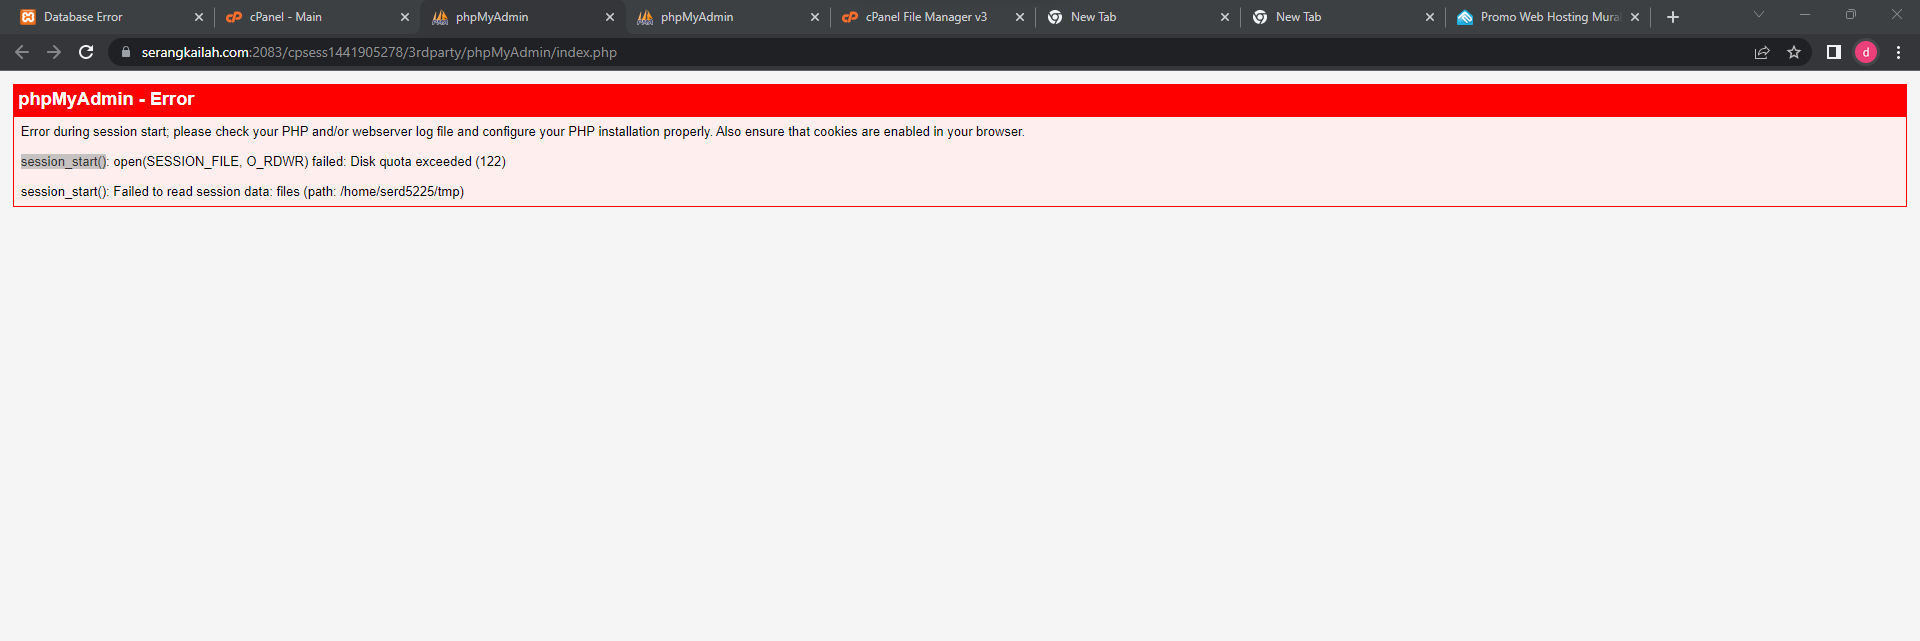 Database Error
cPanel - Main
phpMyAdmin
phpMyAdmin
cPanel File Manager v3
New Tab
New Tab
Promo Web Hosting Mura
serangkailah.com:2083/cpsess1441905278/3rdparty/phpMyAdmin/index.php
d
phpMyAdmin - Error
Error during session start; please check your PHP and/or webserver log file and configure your PHP installation properly. Also ensure that cookies are enabled in your browser.
session_start(): open(SESSION_FILE, O_RDWR) failed: Disk quota exceeded (122)
session_start(): Failed to read session data: files (path: /home/serd5225/tmp)